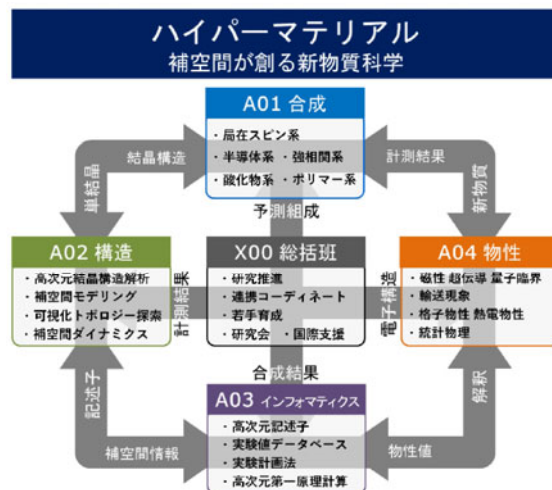 ハイパーマテリアル
補空間が創る新物質科学
A01 合成
・局在スピン系
・半導体系 ・強相関系
・酸化物系 ・ポリマー系
結晶構造
計測結果
単結晶
新物質
予測組成
A02 構造
・高次元結晶構造解析
・補空間モデリング
・可視化トポロジー探索
・補空間ダイナミクス
計測結果
X00 総括班
・研究推進
・連携コーディネート
・若手育成
・研究会 ・国際支援
電子構造
A04 物性
・磁性 超伝導 量子臨界
・輸送現象
・格子物性 熱電物性
・統計物理
合成結果
記述子
解釈
A03 インフォマティクス
・高次元記述子
・実験値データベース
・実験計画法
・高次元第一原理計算
補空間情報
物性値